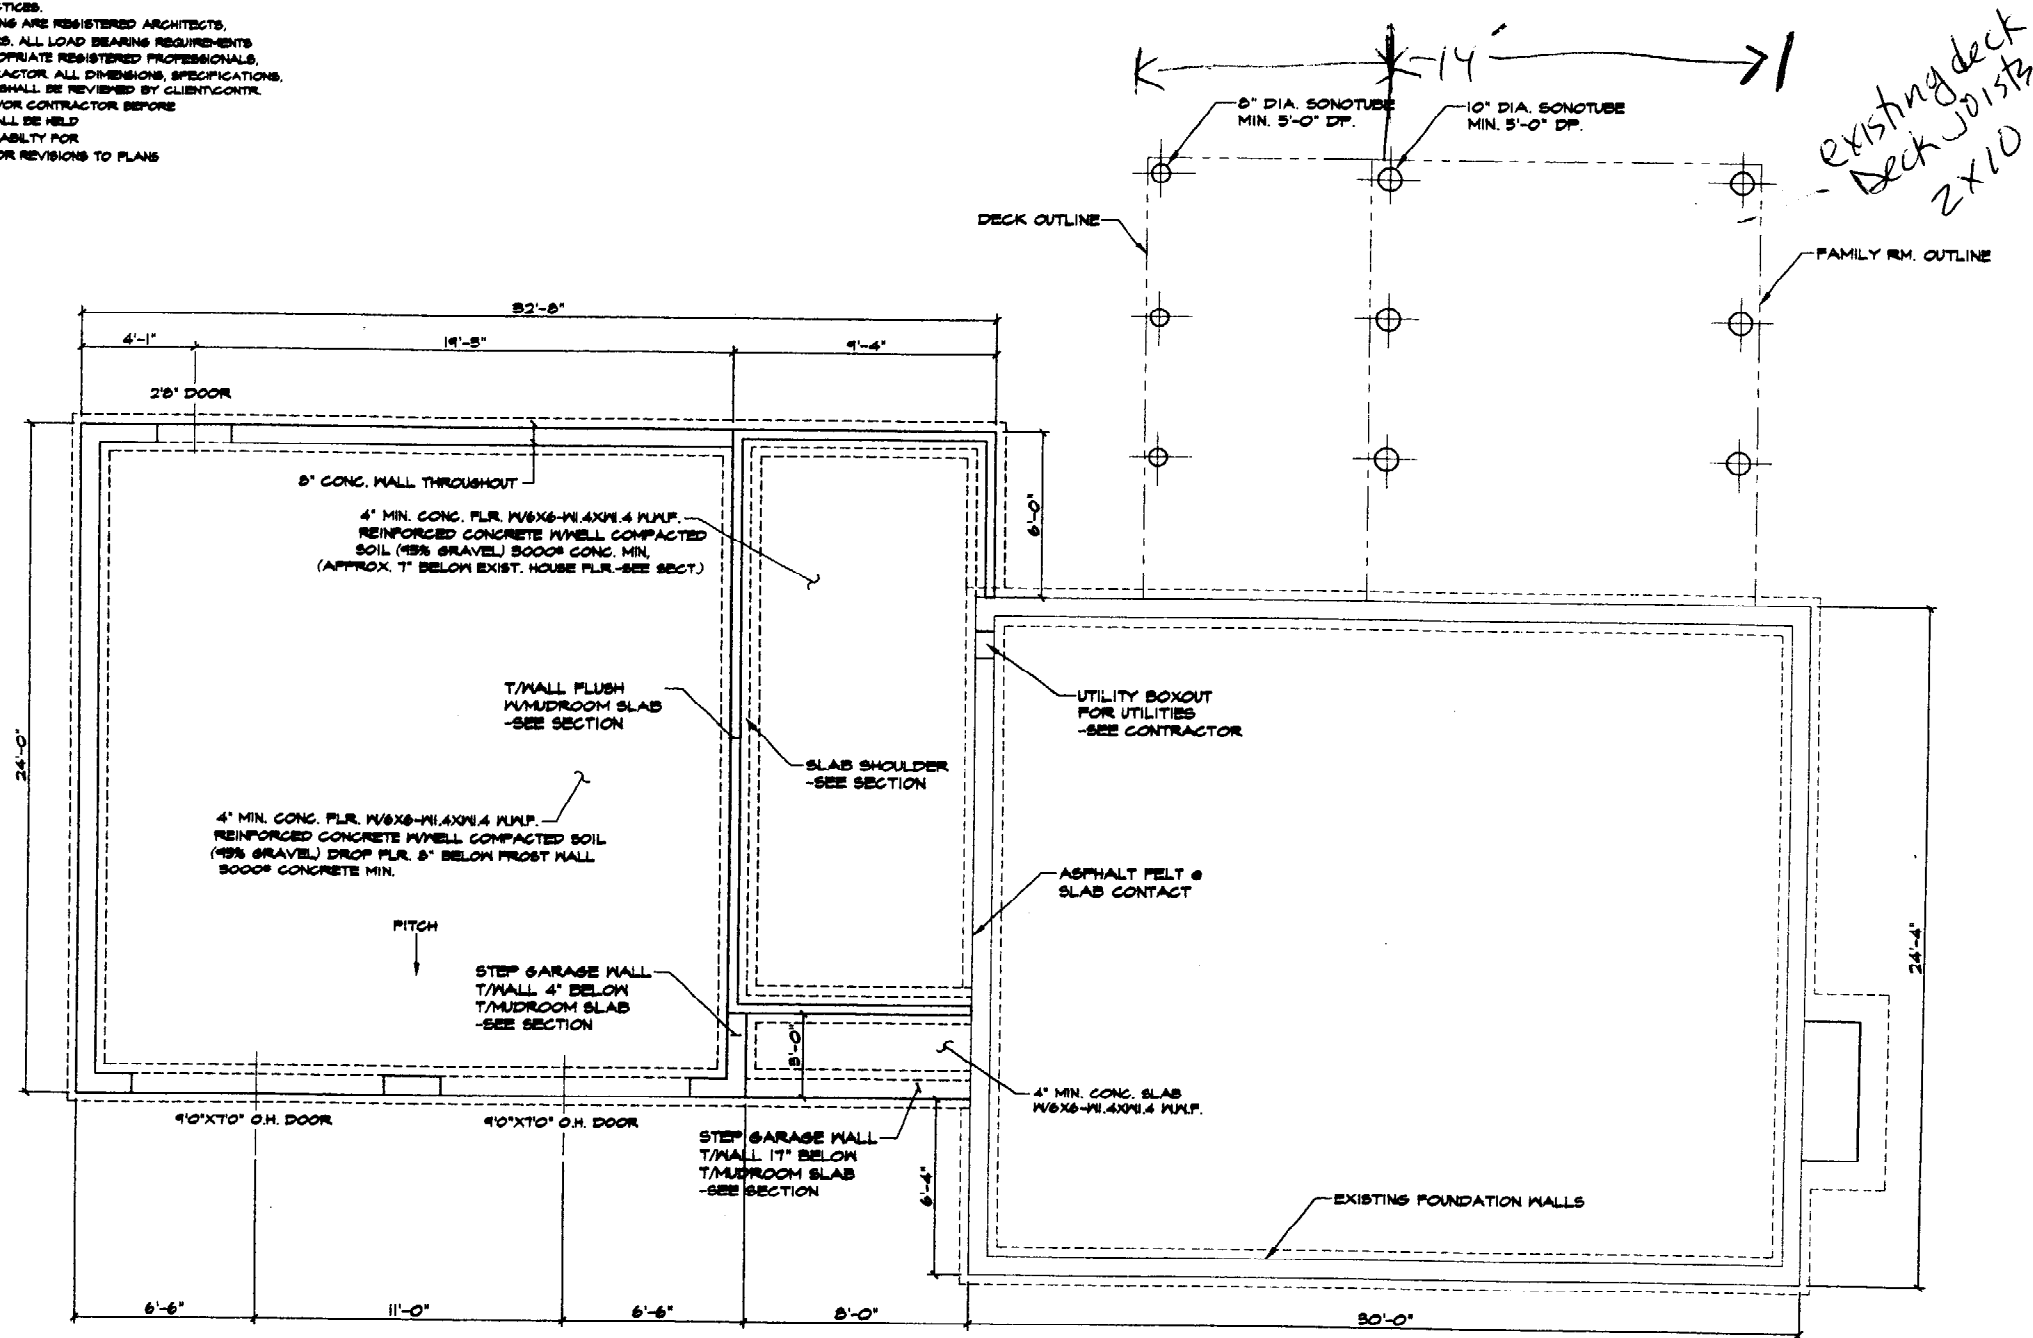 NG ARE REGISTERED ARCHITECTS,
ALL LOAD BEARING REQUIREMENTS
OPRIATE REGISTERED PROFESSIONALS,
ACTOR. ALL DIMENSIONS, SPECIFICATIONS,
SHALL BE REVIEWED BY CLIENT\CONTR.
/OR CONTRACTOR BEFORE
ALL BE HELD
ABILTY FOR
OR REVISIONS TO PLANS
14'
existing deck
Deck Joists
2X10
8" DIA. SONOTUBE
MIN. 5'-0" DP.
10" DIA. SONOTUBE
MIN. 5'-0" DP.
DECK OUTLINE
FAMILY RM. OUTLINE
32'-8"
4'-1"
19'-3"
9'-4"
2'8" DOOR
8" CONC. WALL THROUGHOUT
4" MIN. CONC. FLR. W/6X6-W1.4XW1.4 W.W.F.
REINFORCED CONCRETE W/WELL COMPACTED
SOIL (95% GRAVEL) 3000# CONC. MIN,
(APPROX. 7" BELOW EXIST. HOUSE FLR.-SEE SECT.)
6'-0"
T/WALL FLUSH
W/MUDROOM SLAB
-SEE SECTION
UTILITY BOXOUT
FOR UTILITIES
-SEE CONTRACTOR
24'-0"
SLAB SHOULDER
-SEE SECTION
4" MIN. CONC. FLR. W/6X6-W1.4XW1.4 W.W.F.
REINFORCED CONCRETE W/WELL COMPACTED SOIL
(95% GRAVEL) DROP FLR. 8" BELOW FROST WALL
3000# CONCRETE MIN.
ASPHALT FELT @
SLAB CONTACT
PITCH
24'-4"
STEP GARAGE WALL
T/WALL 4" BELOW
T/MUDROOM SLAB
-SEE SECTION
3'-0"
4" MIN. CONC. SLAB
W/6X6-W1.4XW1.4 W.W.F.
9'0"X7'0" O.H. DOOR
9'0"X7'0" O.H. DOOR
STEP GARAGE WALL
T/WALL 17" BELOW
T/MUDROOM SLAB
-SEE SECTION
6'-4"
EXISTING FOUNDATION WALLS
6'-6"
11'-0"
6'-6"
8'-0"
30'-0"